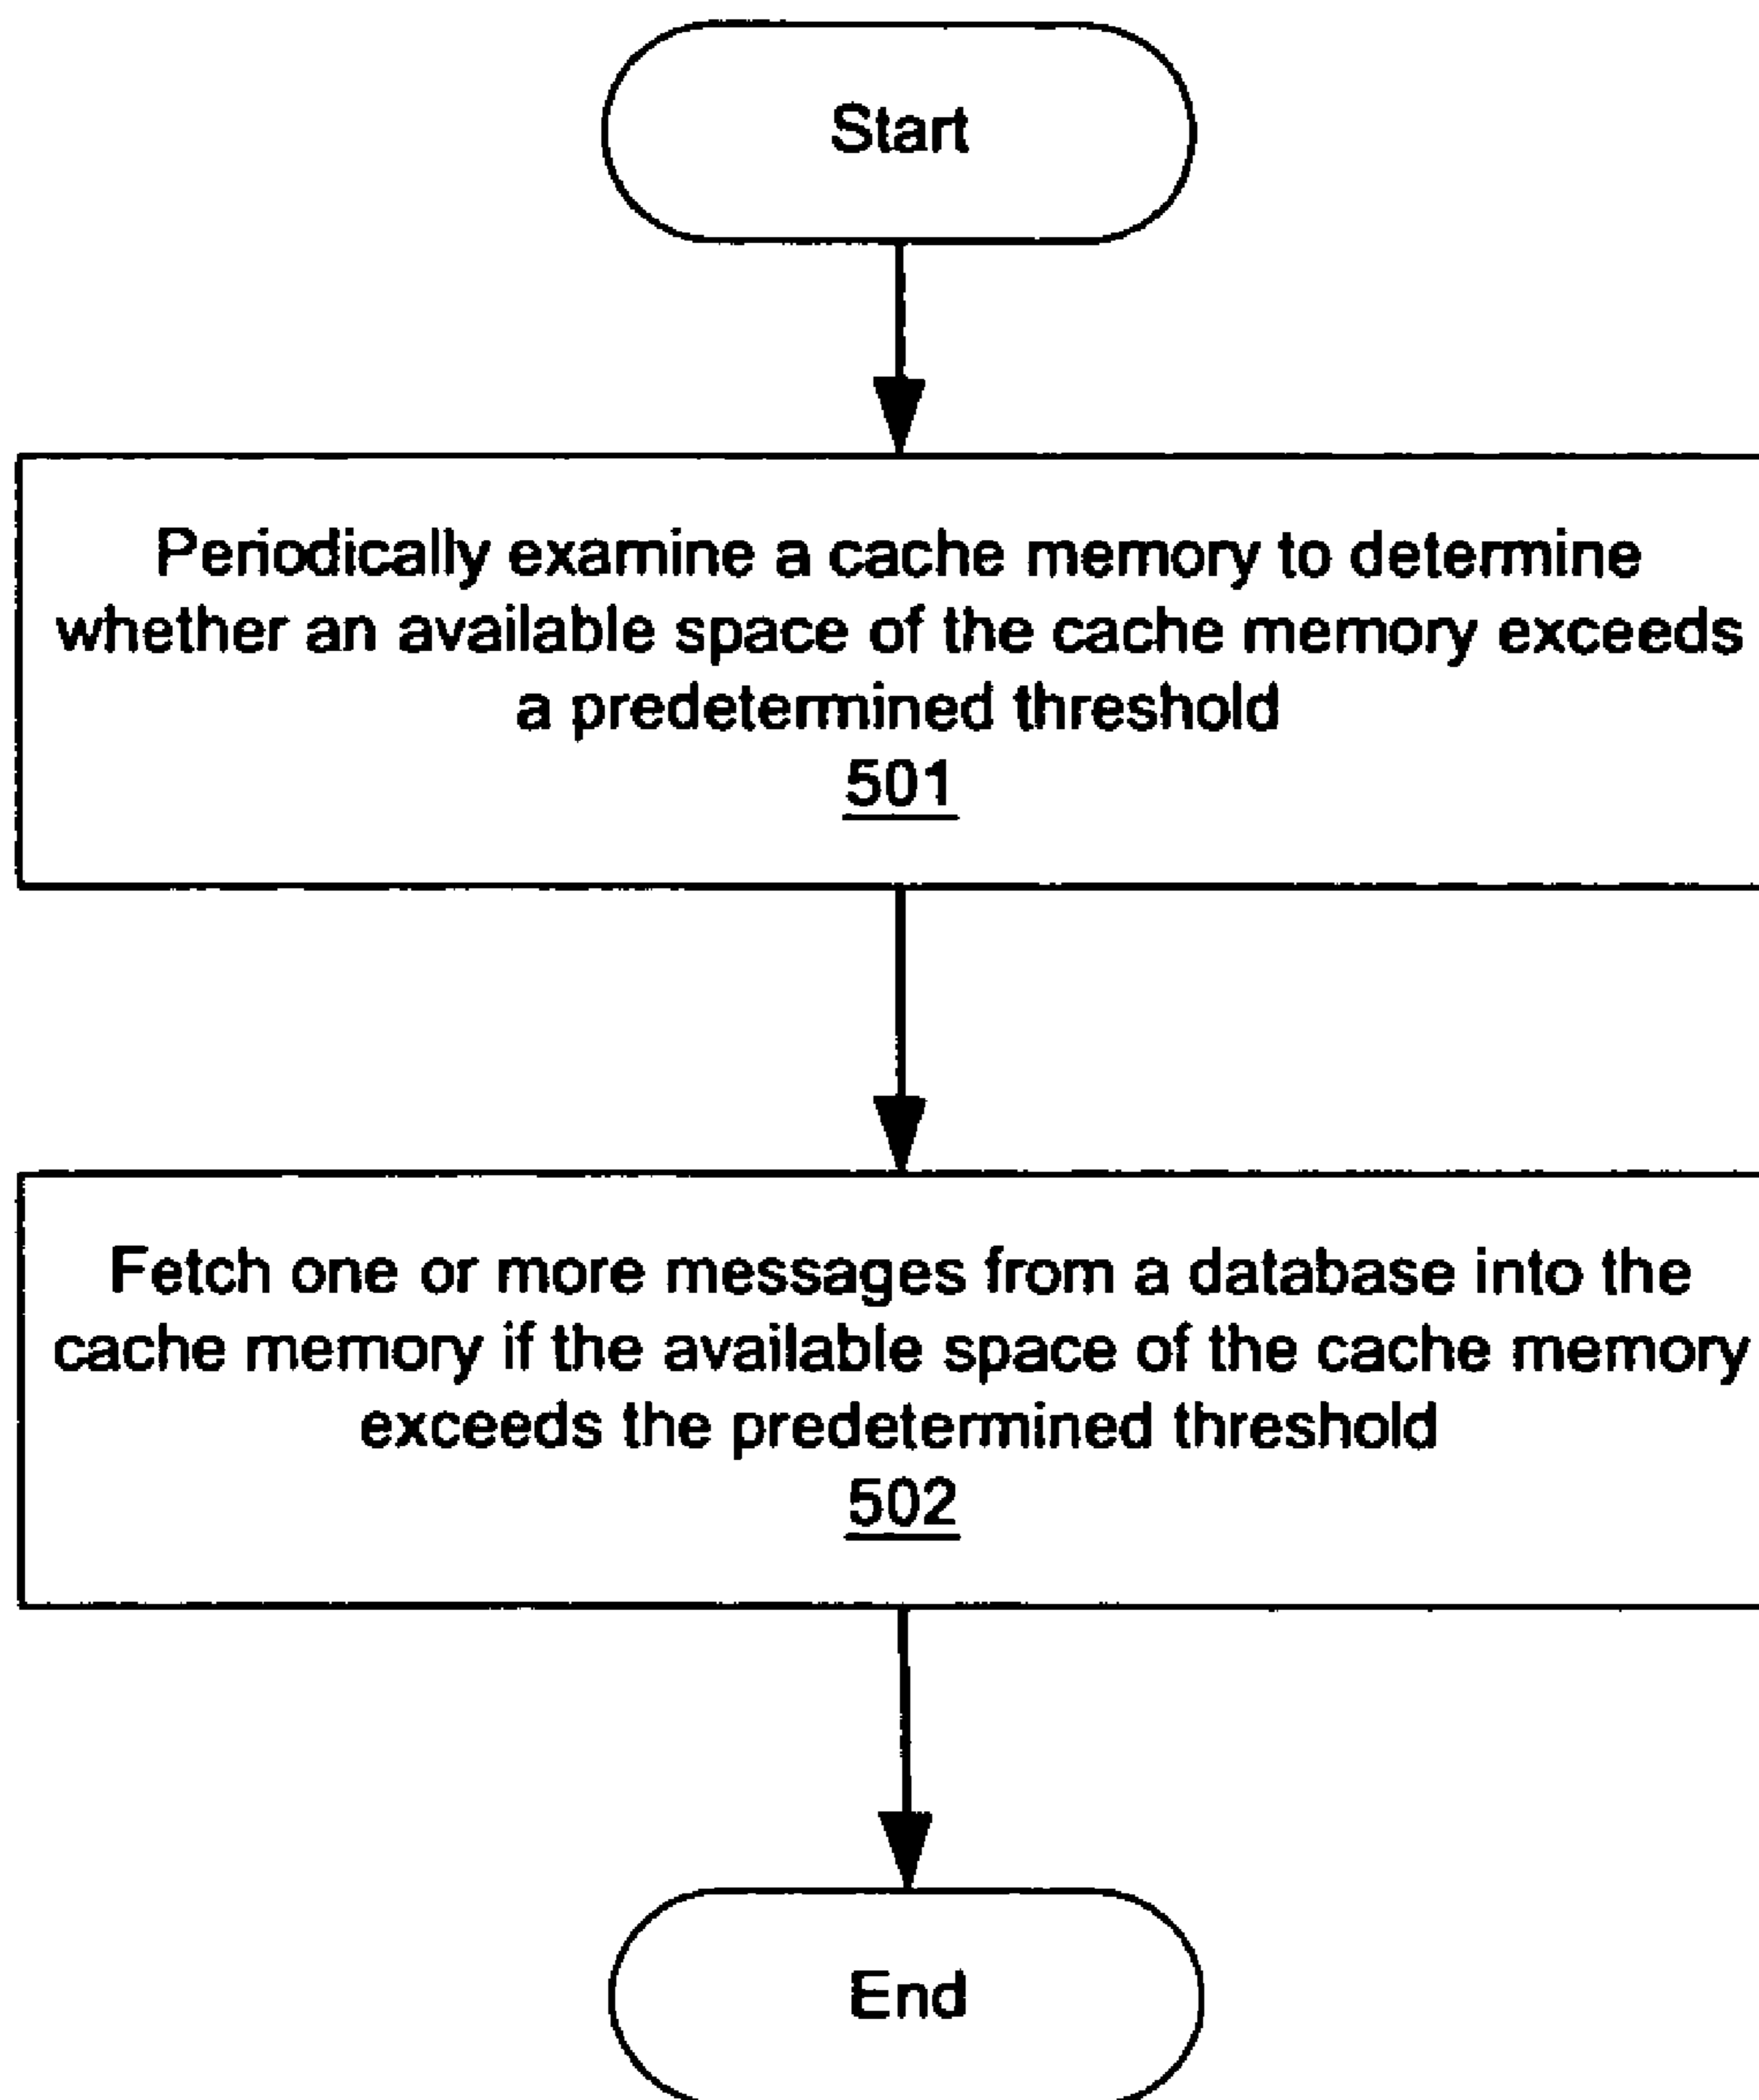 Start
Periodically examine a cache memory to determine
whether an available space of the cache memory exceeds
a predetermined threshold
501
Fetch one or more messages from a database into the
cache memory if the available space of the cache memory
exceeds the predetermined threshold
502
End